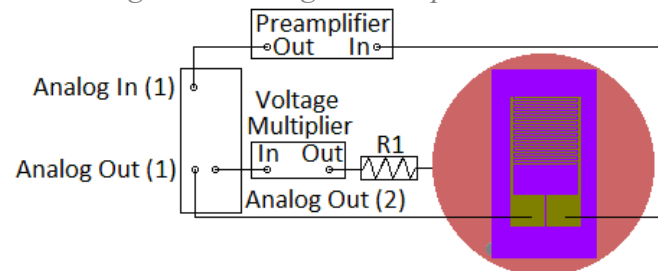 Preamplifier
Out In
Analog In (1)
Voltage
Multiplier
In Out
R1
Analog Out (1)
Analog Out (2)